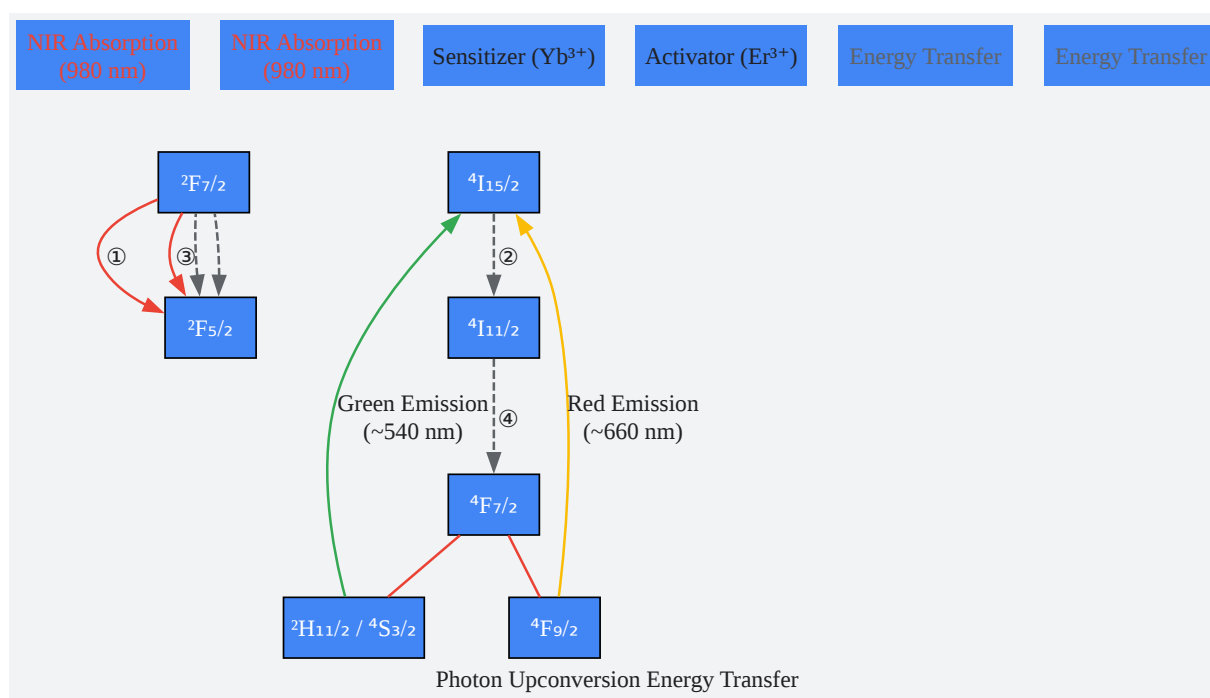 NIR Absorption
(980 nm)
NIR Absorption
(980 nm)
Sensitizer (Yb³⁺)
Activator (Er³⁺)
Energy Transfer
Energy Transfer
²F₇/₂
⁴I₁₅/₂
①
③
②
²F₅/₂
⁴I₁₁/₂
Green Emission
(~540 nm)
④
Red Emission
(~660 nm)
⁴F₇/₂
²H₁₁/₂ / ⁴S₃/₂
⁴F₉/₂
Photon Upconversion Energy Transfer